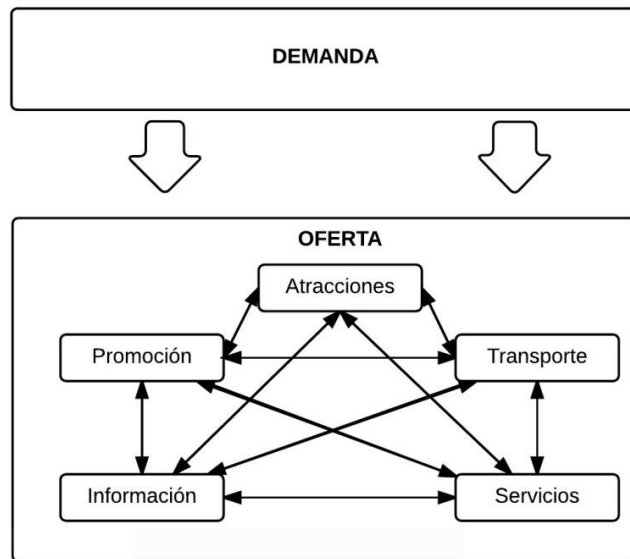 DEMANDA
OFERTA
Atracciones
Promoción
Transporte
Información
Servicios